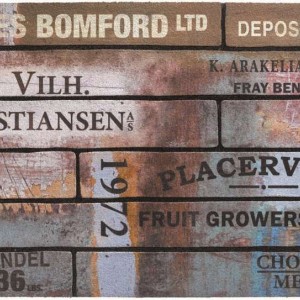 S BOMFORD LTD
DEPOS
K. ARAKELIA
VILH.
FRAY BEN
STIANSEN A/S
PLACERV
1972
FRUIT GROWERS
NDEL
36 LBS.
CHO
ME